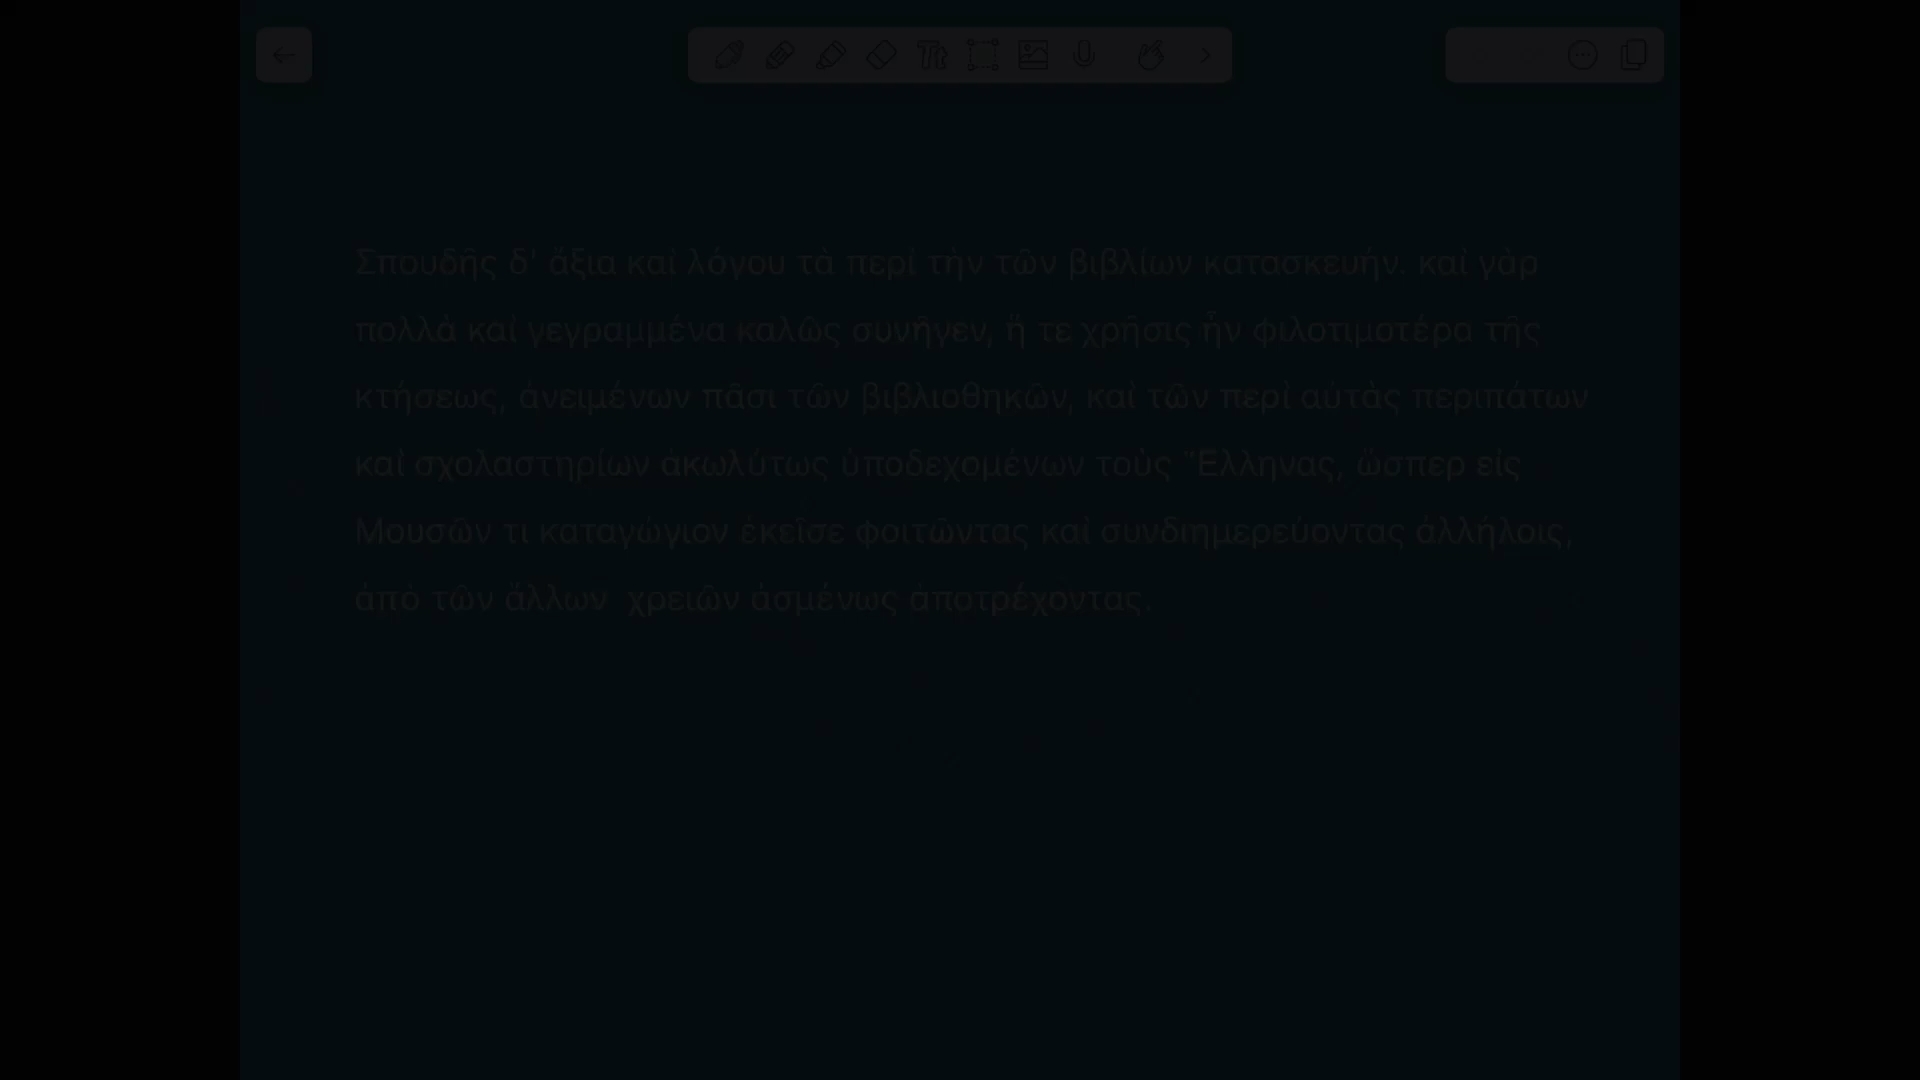 Σπουδῆς δ' ἄξια καὶ λόγου τὰ περὶ τὴν τῶν βιβλίων κατασκευήν. καὶ γὰρ
πολλὰ καὶ γεγραμμένα καλῶς συνῆγεν, ἥ τε χρῆσις ἦν φιλοτιμοτέρα τῆς
κτήσεως, ἀνειμένων πᾶσι τῶν βιβλιοθηκῶν, καὶ τῶν περὶ αὐτὰς περιπάτων
καὶ σχολαστηρίων ἀκωλύτως ὑποδεχομένων τοὺς Ἕλληνας, ὥσπερ εἰς
Μουσῶν τι καταγώγιον ἐκεῖσε φοιτῶντας καὶ συνδιημερεύοντας ἀλλήλοις,
ἀπὸ τῶν ἄλλων χρειῶν ἀσμένως ἀποτρέχοντας.